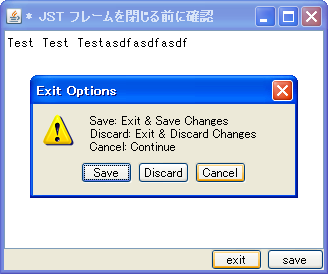 * JST フレームを閉じる前に確認
Test Test Testasdfasdfasdf
Exit Options
Save: Exit & Save Changes
Discard: Exit & Discard Changes
Cancel: Continue
Save Discard Cancel
exit save